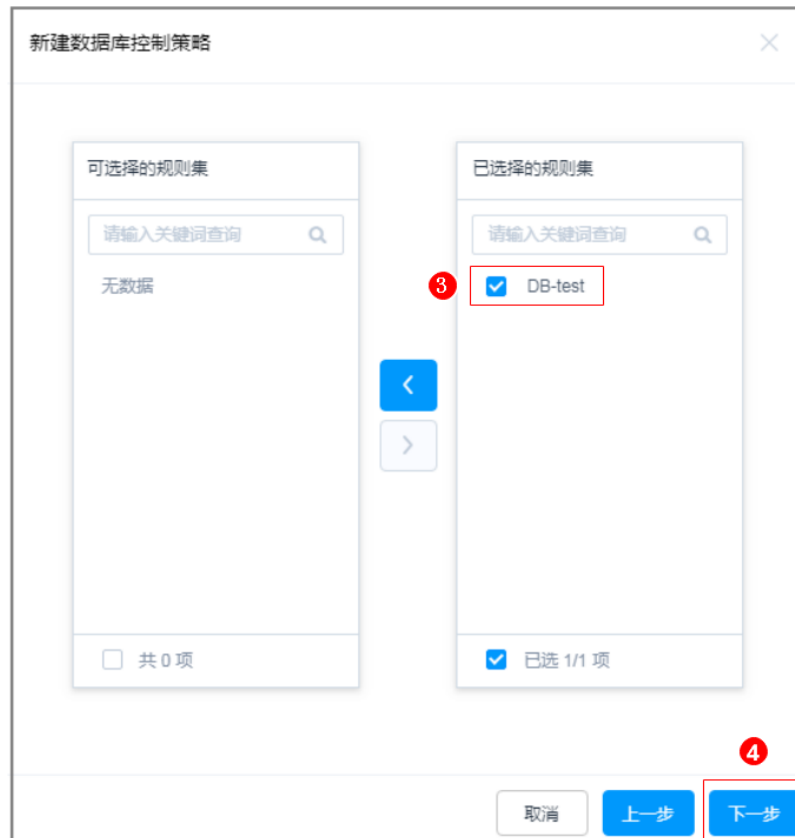 新建数据库控制策略
可选择的规则集
请输入关键词查询
无数据
共 0 项
已选择的规则集
请输入关键词查询
3
DB-test
已选 1/1 项
4
取消
上一步
下一步